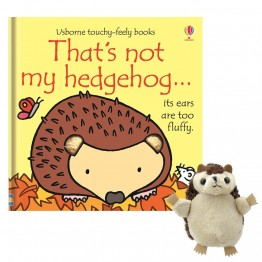 Usborne touchy-feely books
That's not
my hedgehog...
its ears
are too
fluffy.